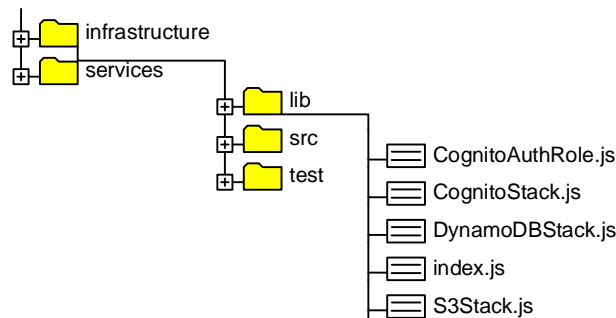 infrastructure
services
lib
src
test
CognitoAuthRole.js
CognitoStack.js
DynamoDBStack.js
index.js
S3Stack.js